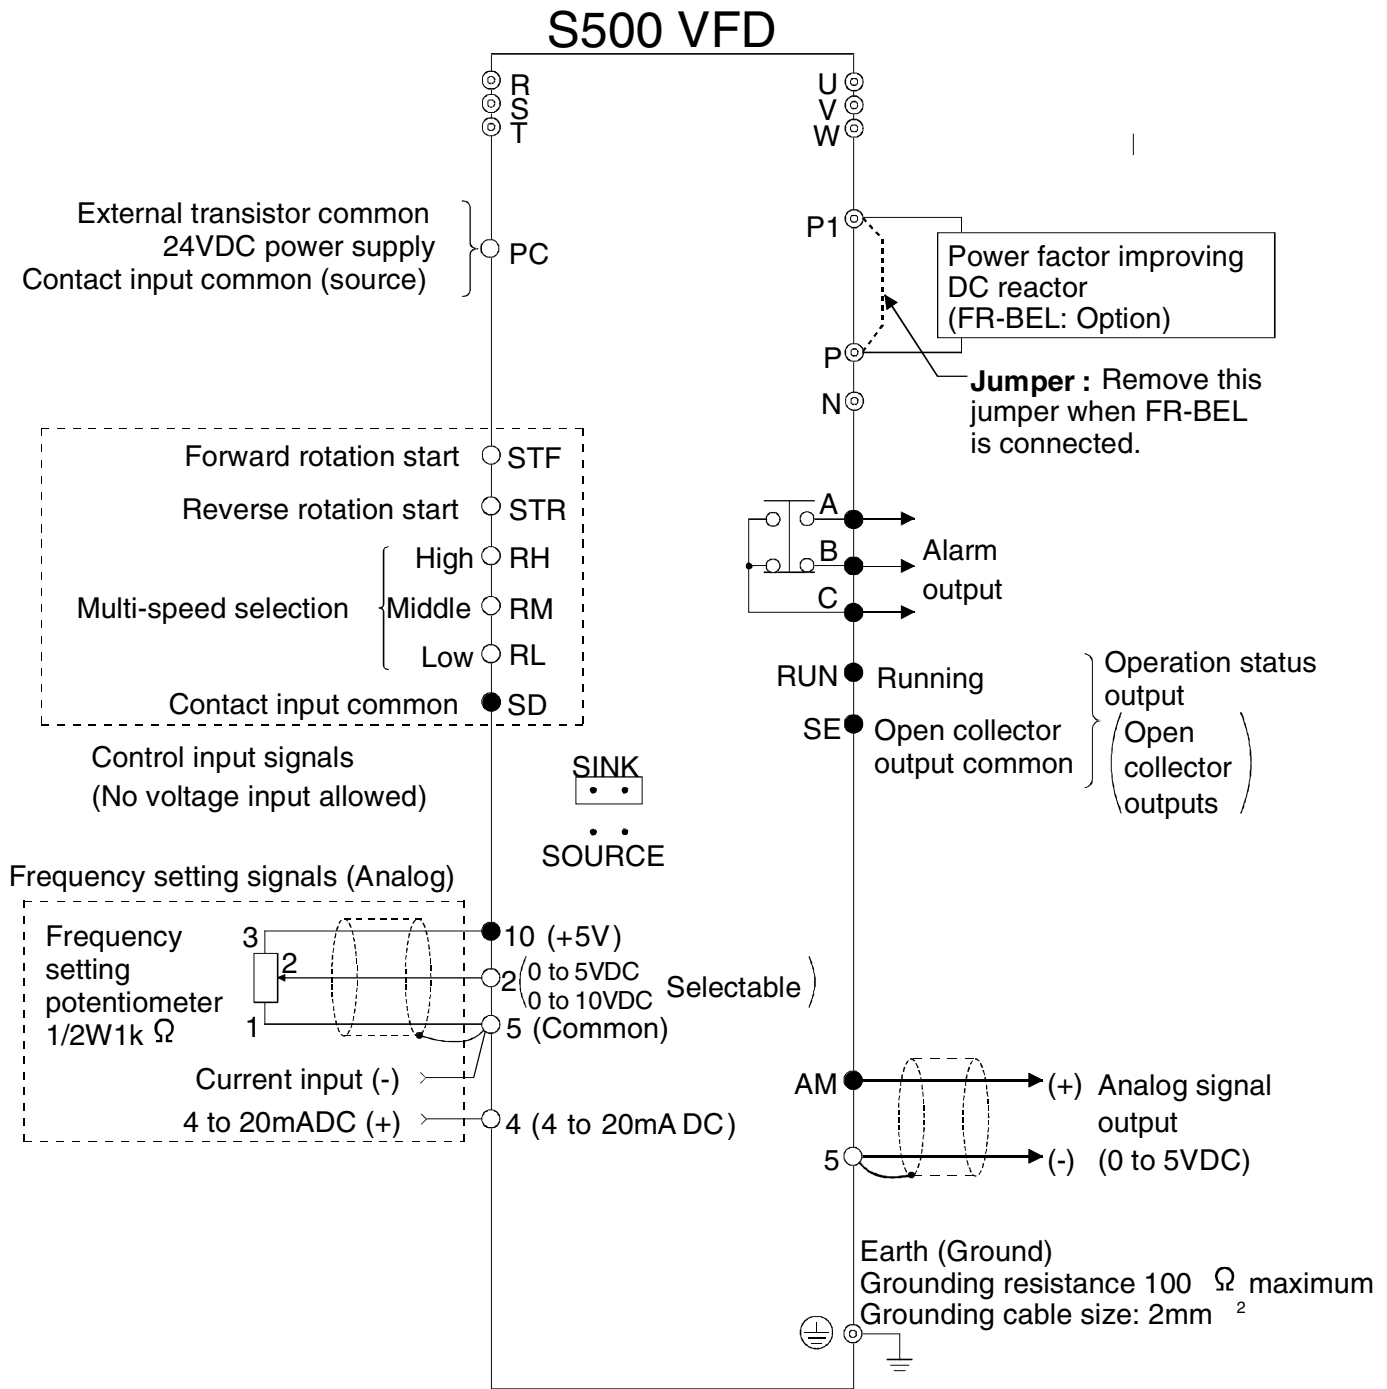 S500 VFD
R
S
T
U
V
W
External transistor common
24VDC power supply
Contact input common (source)
PC
P1
Power factor improving
DC reactor
(FR-BEL: Option)
P
Jumper : Remove this
jumper when FR-BEL
is connected.
N
Forward rotation start STF
Reverse rotation start STR
Multi-speed selection
High RH
Middle RM
Low RL
Contact input common SD
Control input signals
(No voltage input allowed)
A
B
C
Alarm
output
RUN Running
SE Open collector
output common
Operation status
output
(Open
collector
outputs)
SINK
SOURCE
Frequency setting signals (Analog)
Frequency
setting
potentiometer
1/2W1k Ω
3
2
1
10 (+5V)
2 (0 to 5VDC
0 to 10VDC Selectable)
5 (Common)
Current input (-)
4 to 20mADC (+)
4 (4 to 20mA DC)
AM
(+) Analog signal
output
5
(-) (0 to 5VDC)
Earth (Ground)
Grounding resistance 100 Ω maximum
Grounding cable size: 2mm 2